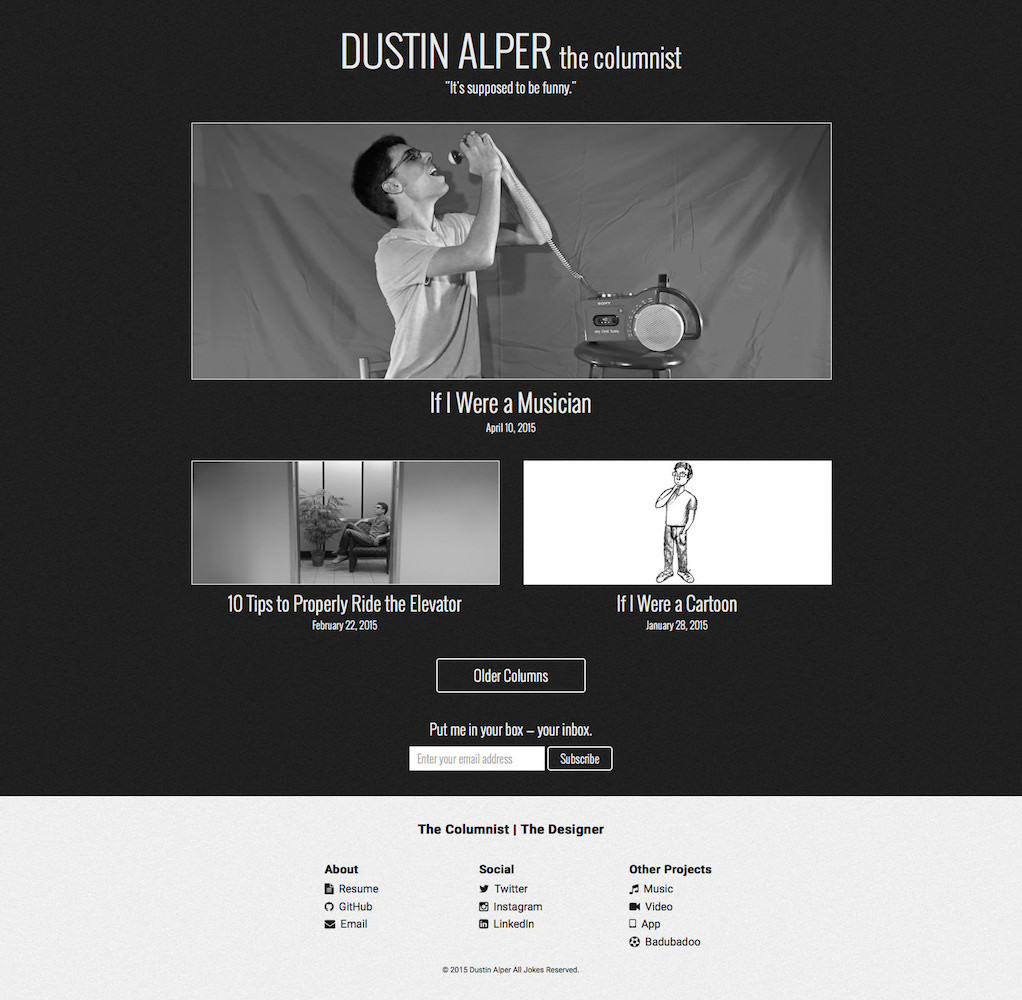 DUSTIN ALPER the columnist
"It's supposed to be funny."
SONY
If I Were a Musician
April 10, 2015
10 Tips to Properly Ride the Elevator
February 22, 2015
If I Were a Cartoon
January 28, 2015
Older Columns
Put me in your box – your inbox.
Enter your email address
Subscribe
The Columnist | The Designer
About
Resume
GitHub
Email
Social
Twitter
Instagram
LinkedIn
Other Projects
Music
Video
App
Badubadoo
© 2015 Dustin Alper All Jokes Reserved.